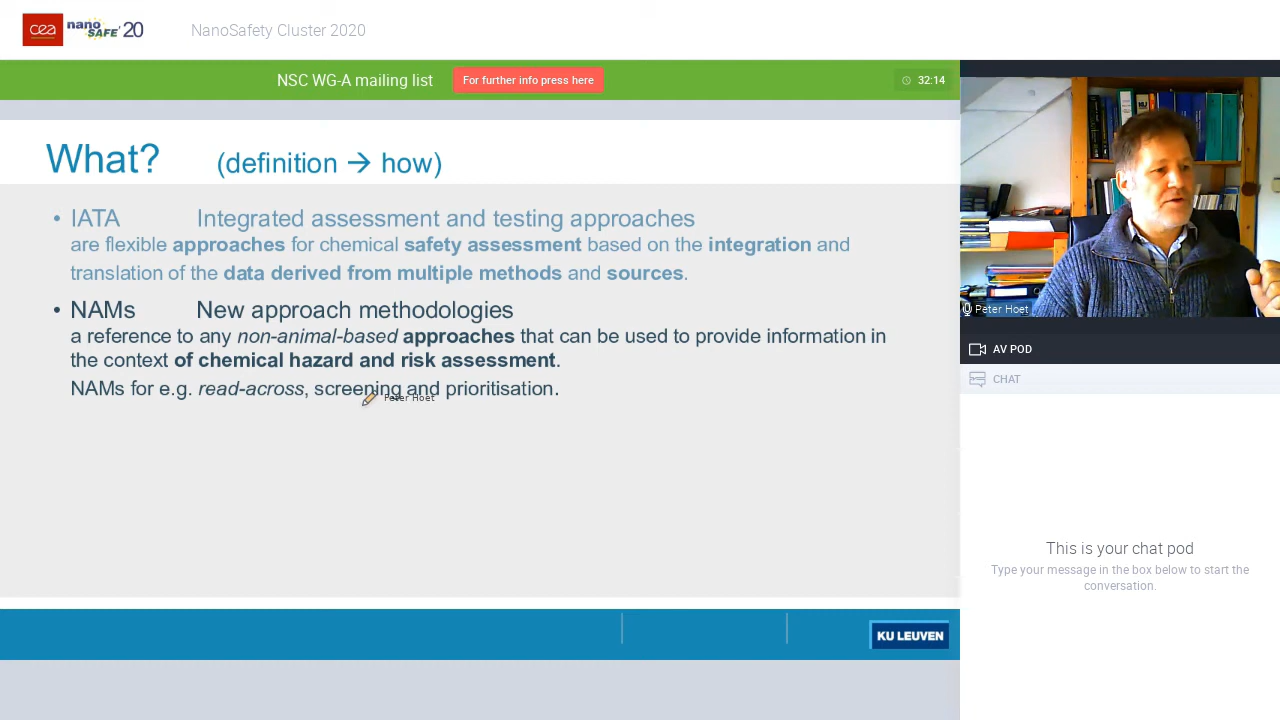 cea nano SAFE' 20
NanoSafety Cluster 2020
NSC WG-A mailing list
For further info press here
32:14
What? (definition → how)
• IATA Integrated assessment and testing approaches
are flexible approaches for chemical safety assessment based on the integration and
translation of the data derived from multiple methods and sources.
• NAMs New approach methodologies
a reference to any non-animal-based approaches that can be used to provide information in
the context of chemical hazard and risk assessment.
NAMs for e.g. read-across, screening and prioritisation.
Peter Hoet
KU LEUVEN
Peter Hoet
AV POD
CHAT
This is your chat pod
Type your message in the box below to start the
conversation.